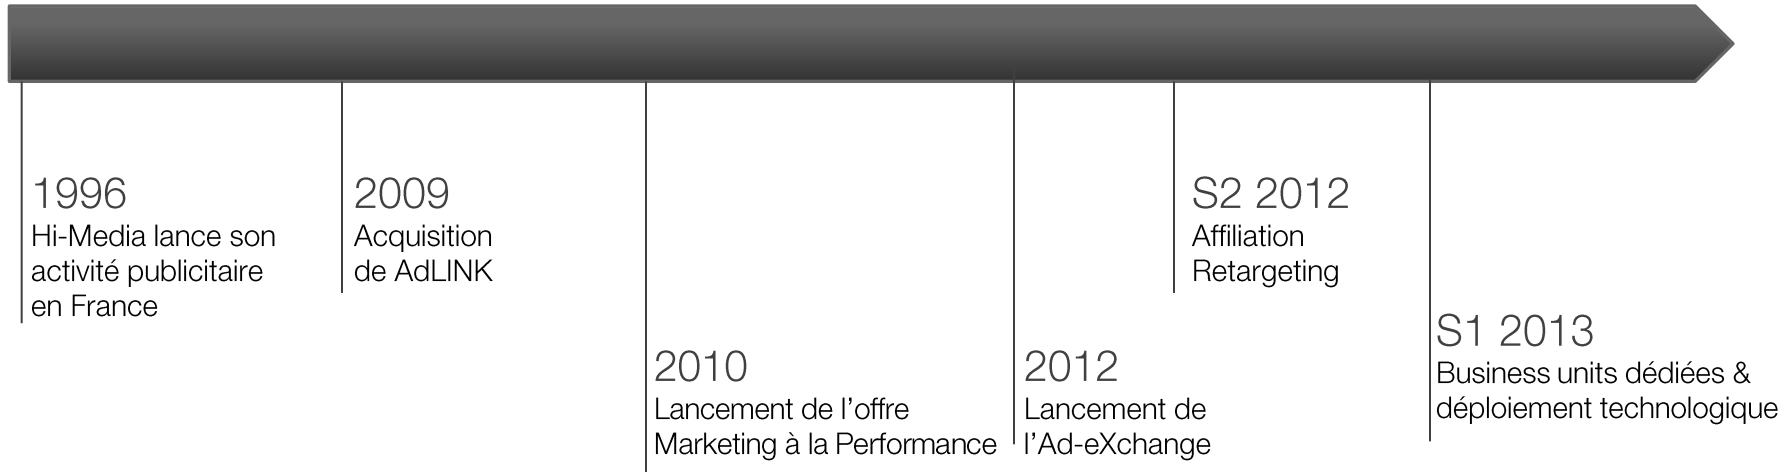 1996
Hi-Media lance son
activité publicitaire
en France
2009
Acquisition
de AdLINK
2010
Lancement de l’offre
Marketing à la Performance
2012
Lancement de
l’Ad-eXchange
S2 2012
Affiliation
Retargeting
S1 2013
Business units dédiées &
déploiement technologique